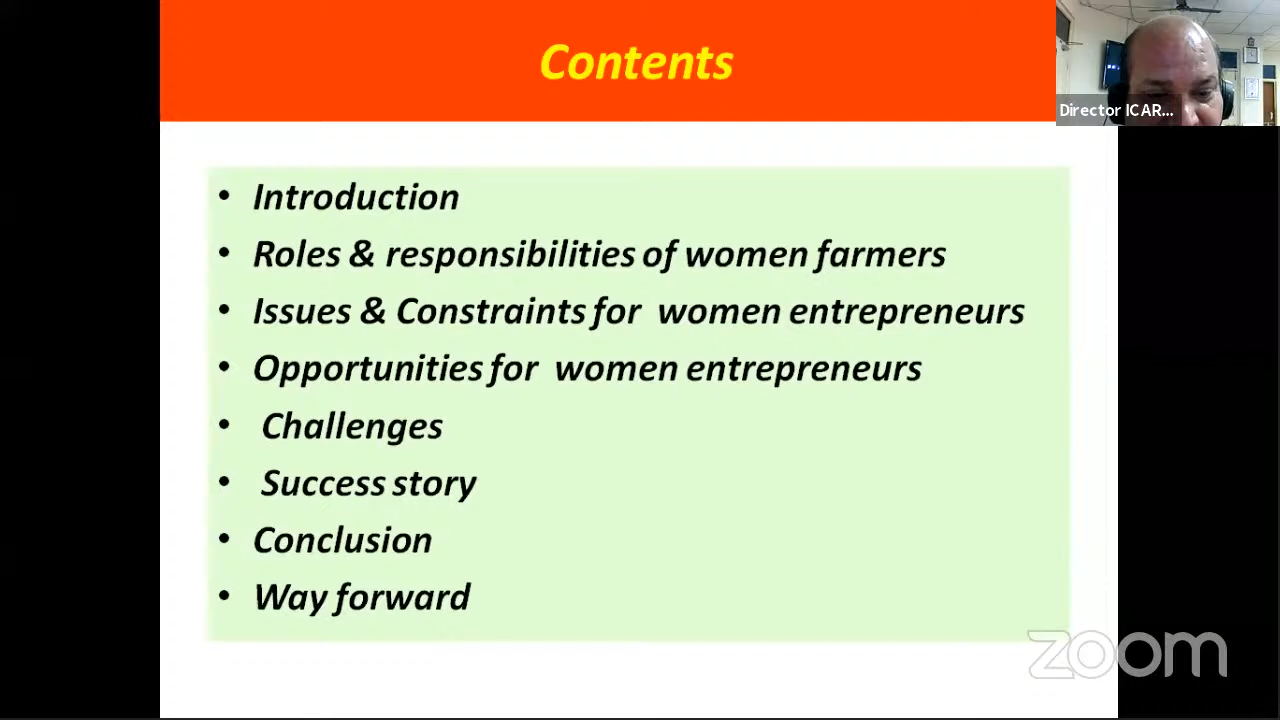 Contents
Director ICAR...
• Introduction
• Roles & responsibilities of women farmers
• Issues & Constraints for women entrepreneurs
• Opportunities for women entrepreneurs
• Challenges
• Success story
• Conclusion
• Way forward
zoom